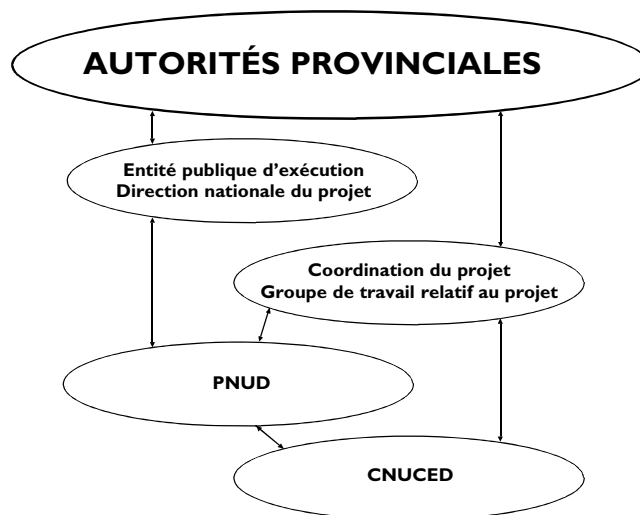 AUTORITÉS PROVINCIALES
Entité publique d'exécution
Direction nationale du projet
Coordination du projet
Groupe de travail relatif au projet
PNUD
CNUCED